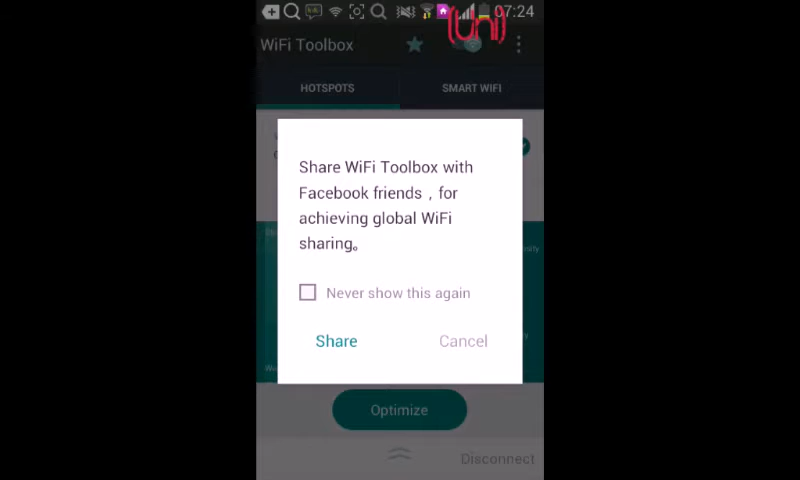 07:24
(uni)
WiFi Toolbox
HOTSPOTS
SMART WIFI
Share WiFi Toolbox with
Facebook friends，for
achieving global WiFi
sharing。
Never show this again
Share
Cancel
Optimize
Disconnect